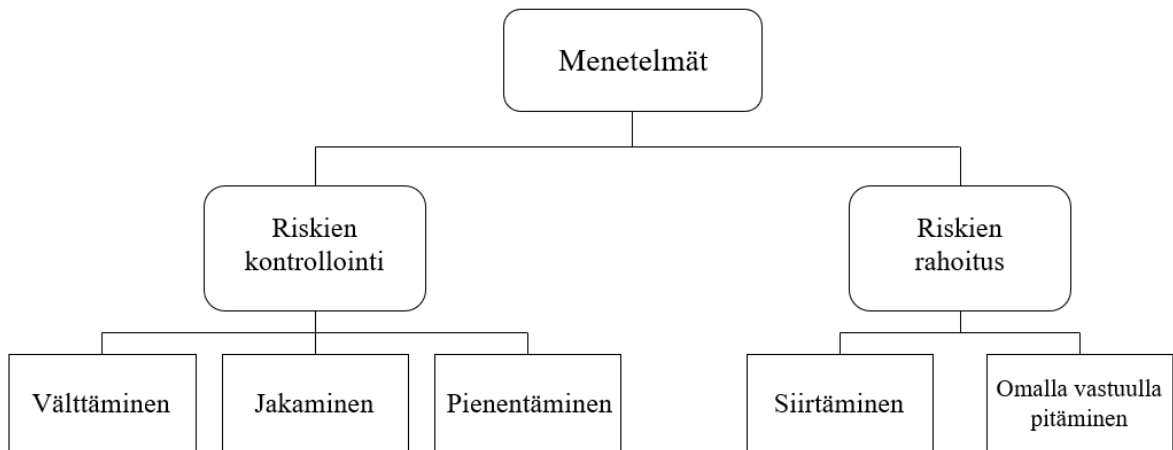 Menetelmät
Riskien
kontrollointi
Riskien
rahoitus
Välttäminen
Jakaminen
Pienentäminen
Siirtäminen
Omalla vastuulla
pitäminen